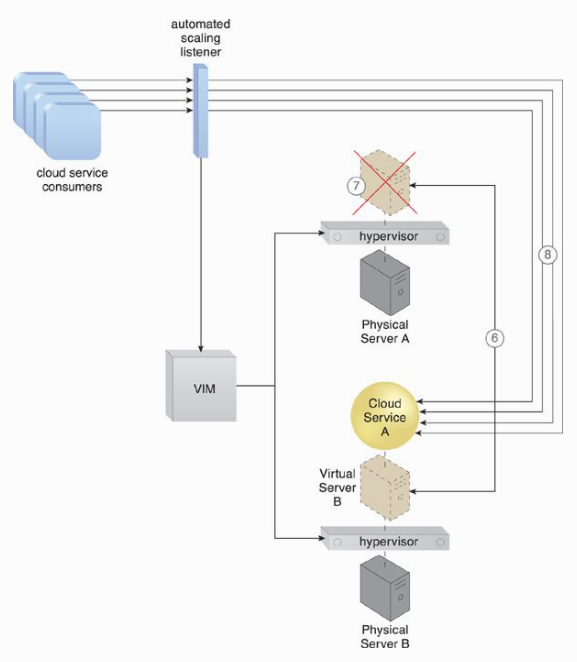 automated
scaling
listener
cloud service
consumers
7
hypervisor
8
Physical
Server A
6
VIM
Cloud
Service
A
Virtual
Server
B
hypervisor
Physical
Server B